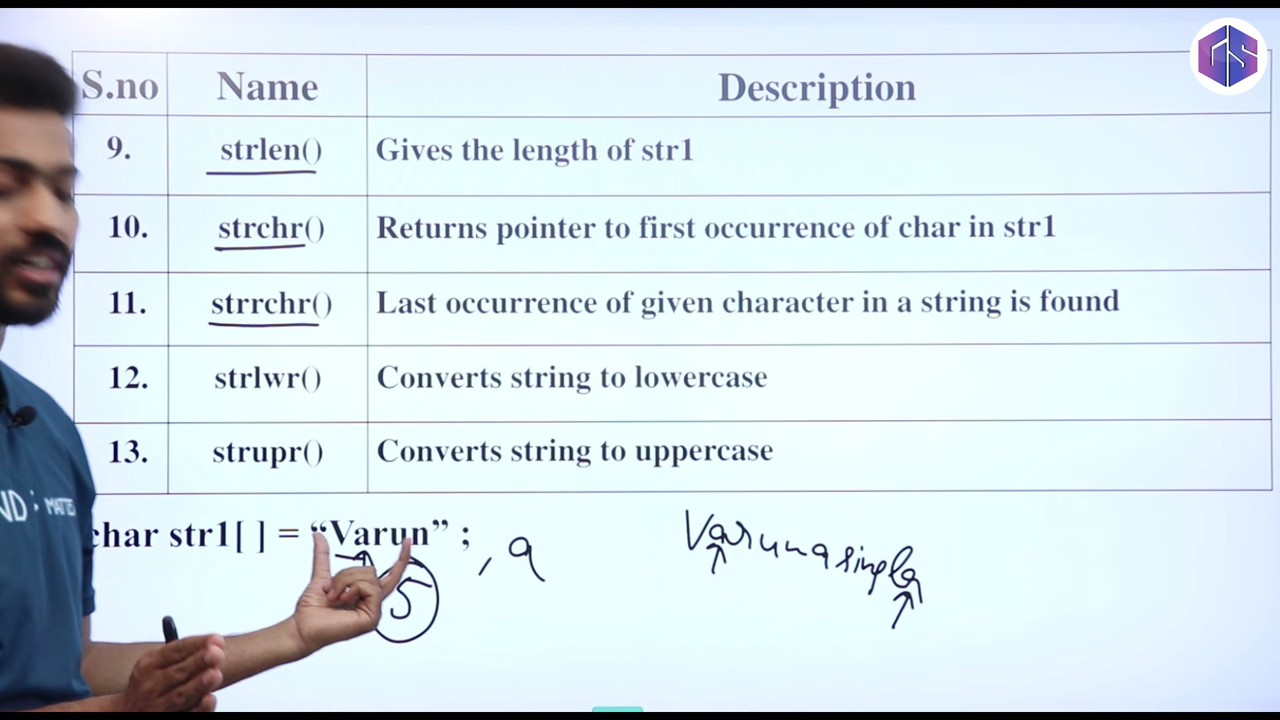 S.no Name Description
9. strlen() Gives the length of str1
10. strchr() Returns pointer to first occurrence of char in str1
11. strrchr() Last occurrence of given character in a string is found
12. strlwr() Converts string to lowercase
13. strupr() Converts string to uppercase
char str1[ ] = “Varun” ;
, a
5
ND : MATTE